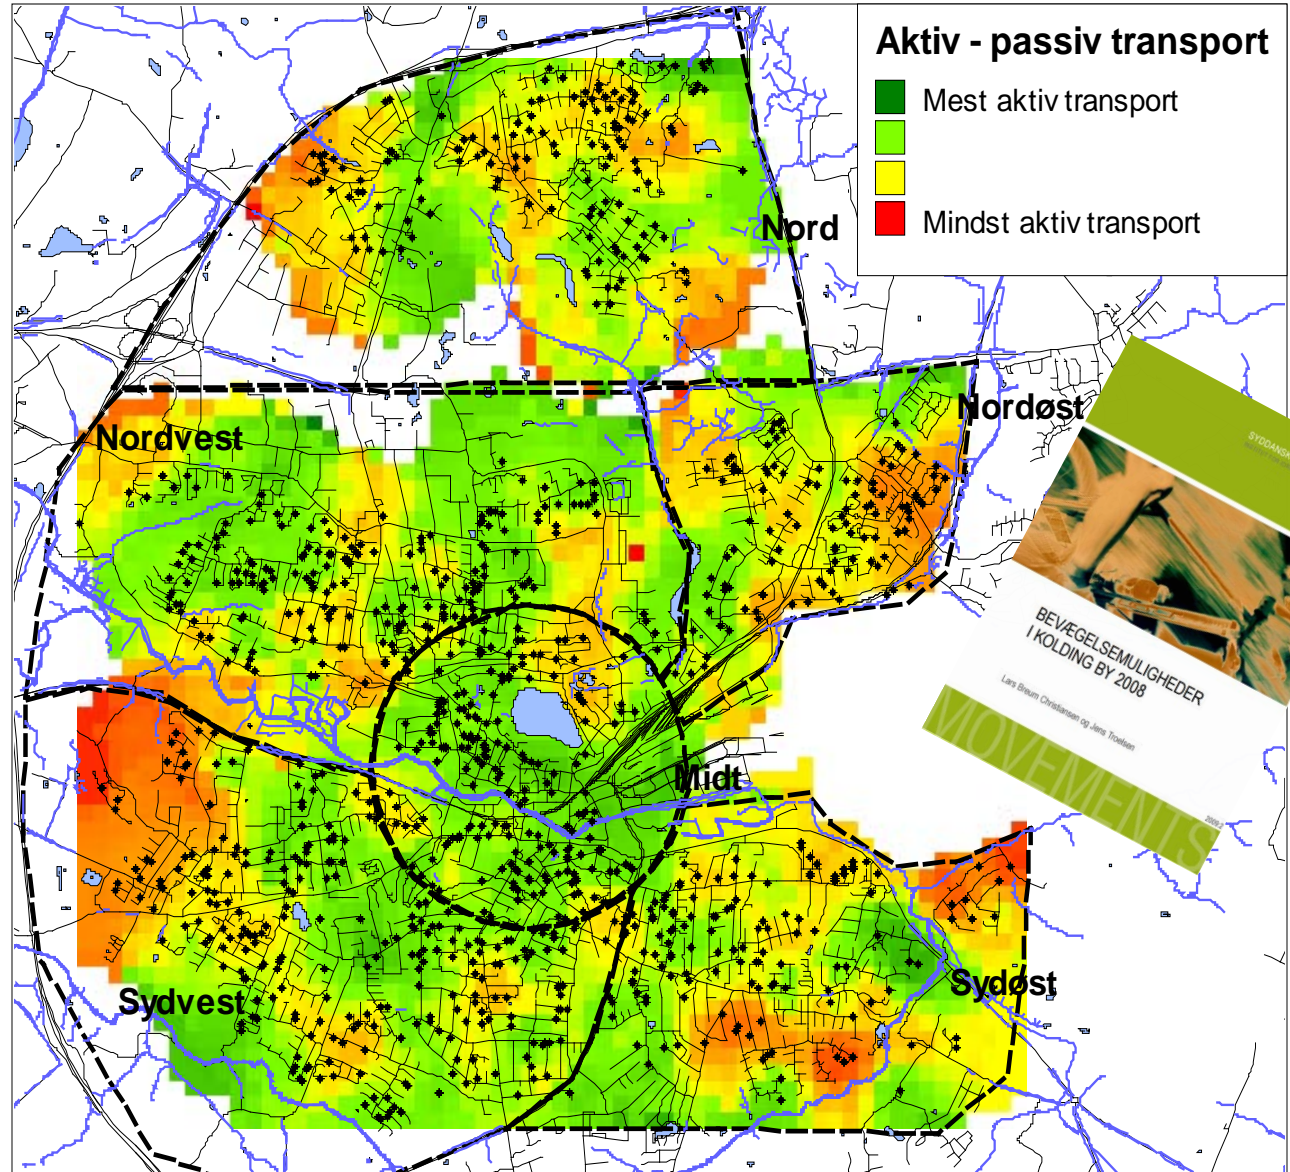 Aktiv - passiv transport
Mest aktiv transport
Mindst aktiv transport
Nord
Nordøst
Nordvest
Midt
Sydvest
Sydøst
SYDDANSK
BEVÆGELSEMULIGHEDER
I KOLDING BY 2008
Lars Breum Christiansen og Jens Troelsen
MOVEMENTS